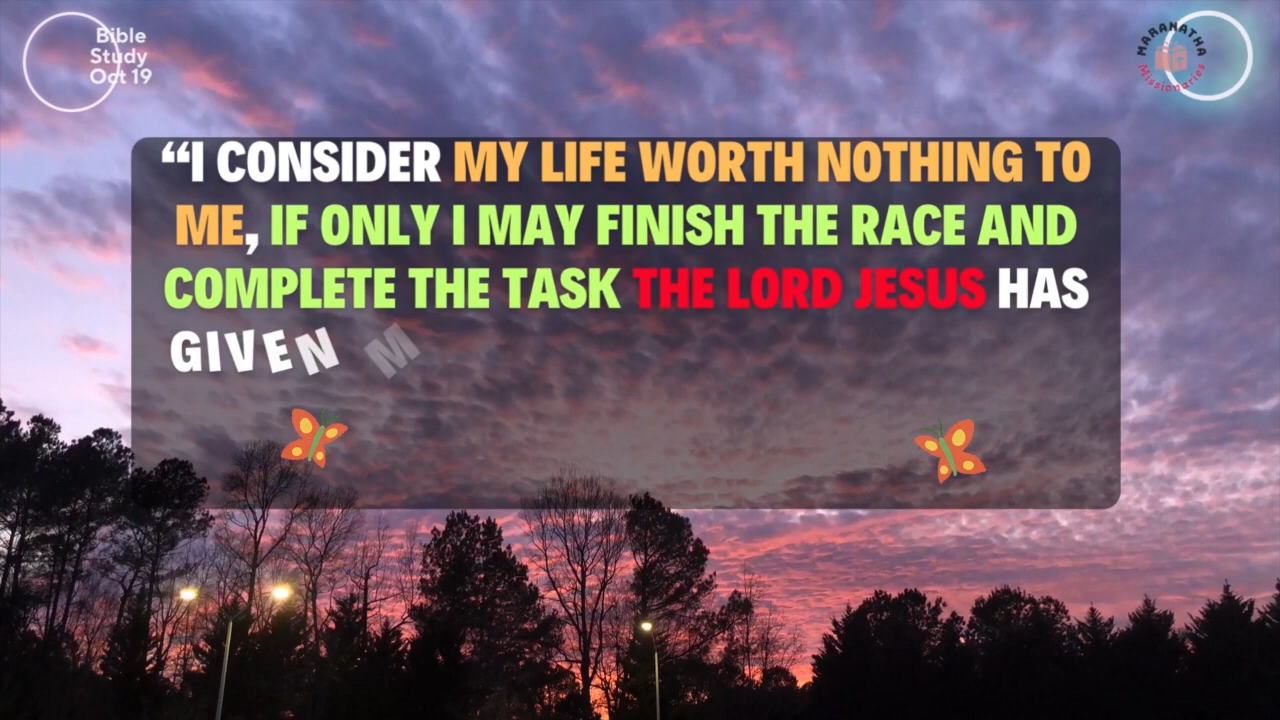 Bible
Study
Oct 19
MARANATHA
Missionaries
“I CONSIDER MY LIFE WORTH NOTHING TO
ME, IF ONLY I MAY FINISH THE RACE AND
COMPLETE THE TASK THE LORD JESUS HAS
GIVEN M